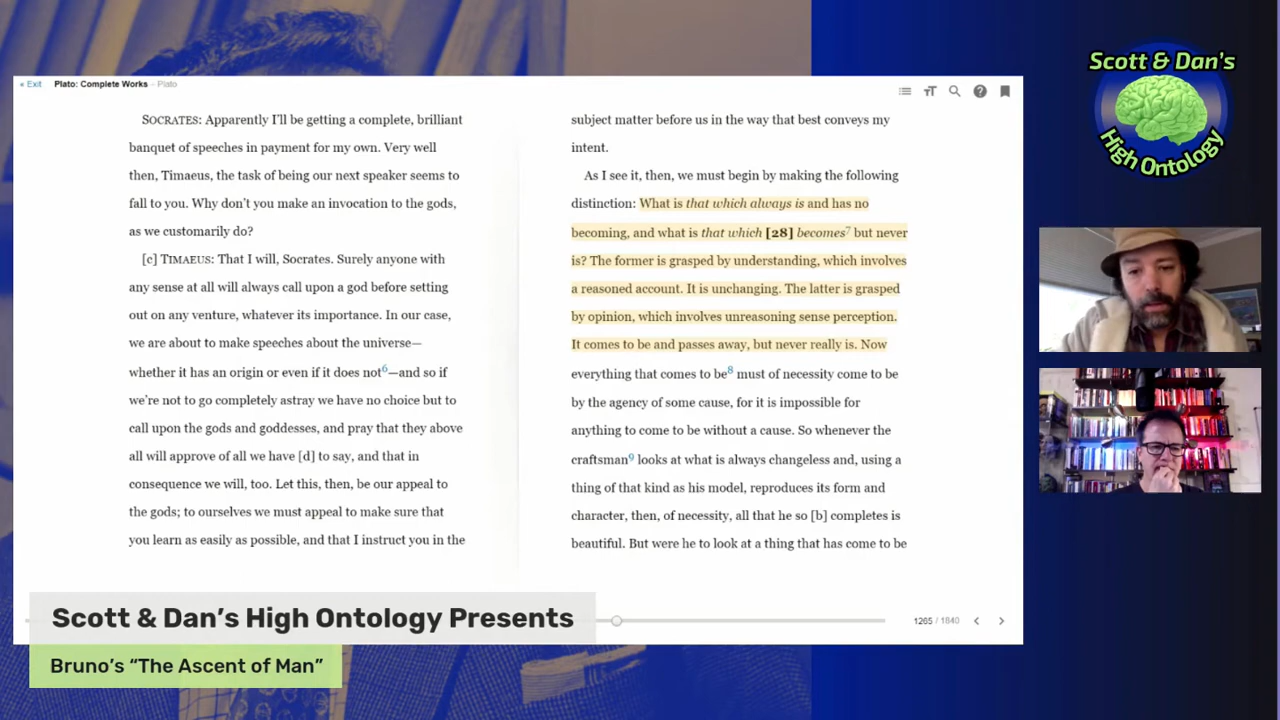 « Exit Plato: Complete Works – Plato
SOCRATES: Apparently I'll be getting a complete, brilliant
banquet of speeches in payment for my own. Very well
then, Timaeus, the task of being our next speaker seems to
fall to you. Why don't you make an invocation to the gods,
as we customarily do?
[c] TIMAEUS: That I will, Socrates. Surely anyone with
any sense at all will always call upon a god before setting
out on any venture, whatever its importance. In our case,
we are about to make speeches about the universe—
whether it has an origin or even if it does not6—and so if
we're not to go completely astray we have no choice but to
call upon the gods and goddesses, and pray that they above
all will approve of all we have [d] to say, and that in
consequence we will, too. Let this, then, be our appeal to
the gods; to ourselves we must appeal to make sure that
you learn as easily as possible, and that I instruct you in the
subject matter before us in the way that best conveys my
intent.
As I see it, then, we must begin by making the following
distinction: What is that which always is and has no
becoming, and what is that which [28] becomes7 but never
is? The former is grasped by understanding, which involves
a reasoned account. It is unchanging. The latter is grasped
by opinion, which involves unreasoning sense perception.
It comes to be and passes away, but never really is. Now
everything that comes to be8 must of necessity come to be
by the agency of some cause, for it is impossible for
anything to come to be without a cause. So whenever the
craftsman9 looks at what is always changeless and, using a
thing of that kind as his model, reproduces its form and
character, then, of necessity, all that he so [b] completes is
beautiful. But were he to look at a thing that has come to be
1265 / 1840
Scott & Dan's High Ontology Presents
Bruno's "The Ascent of Man"
Scott & Dan's
High Ontology